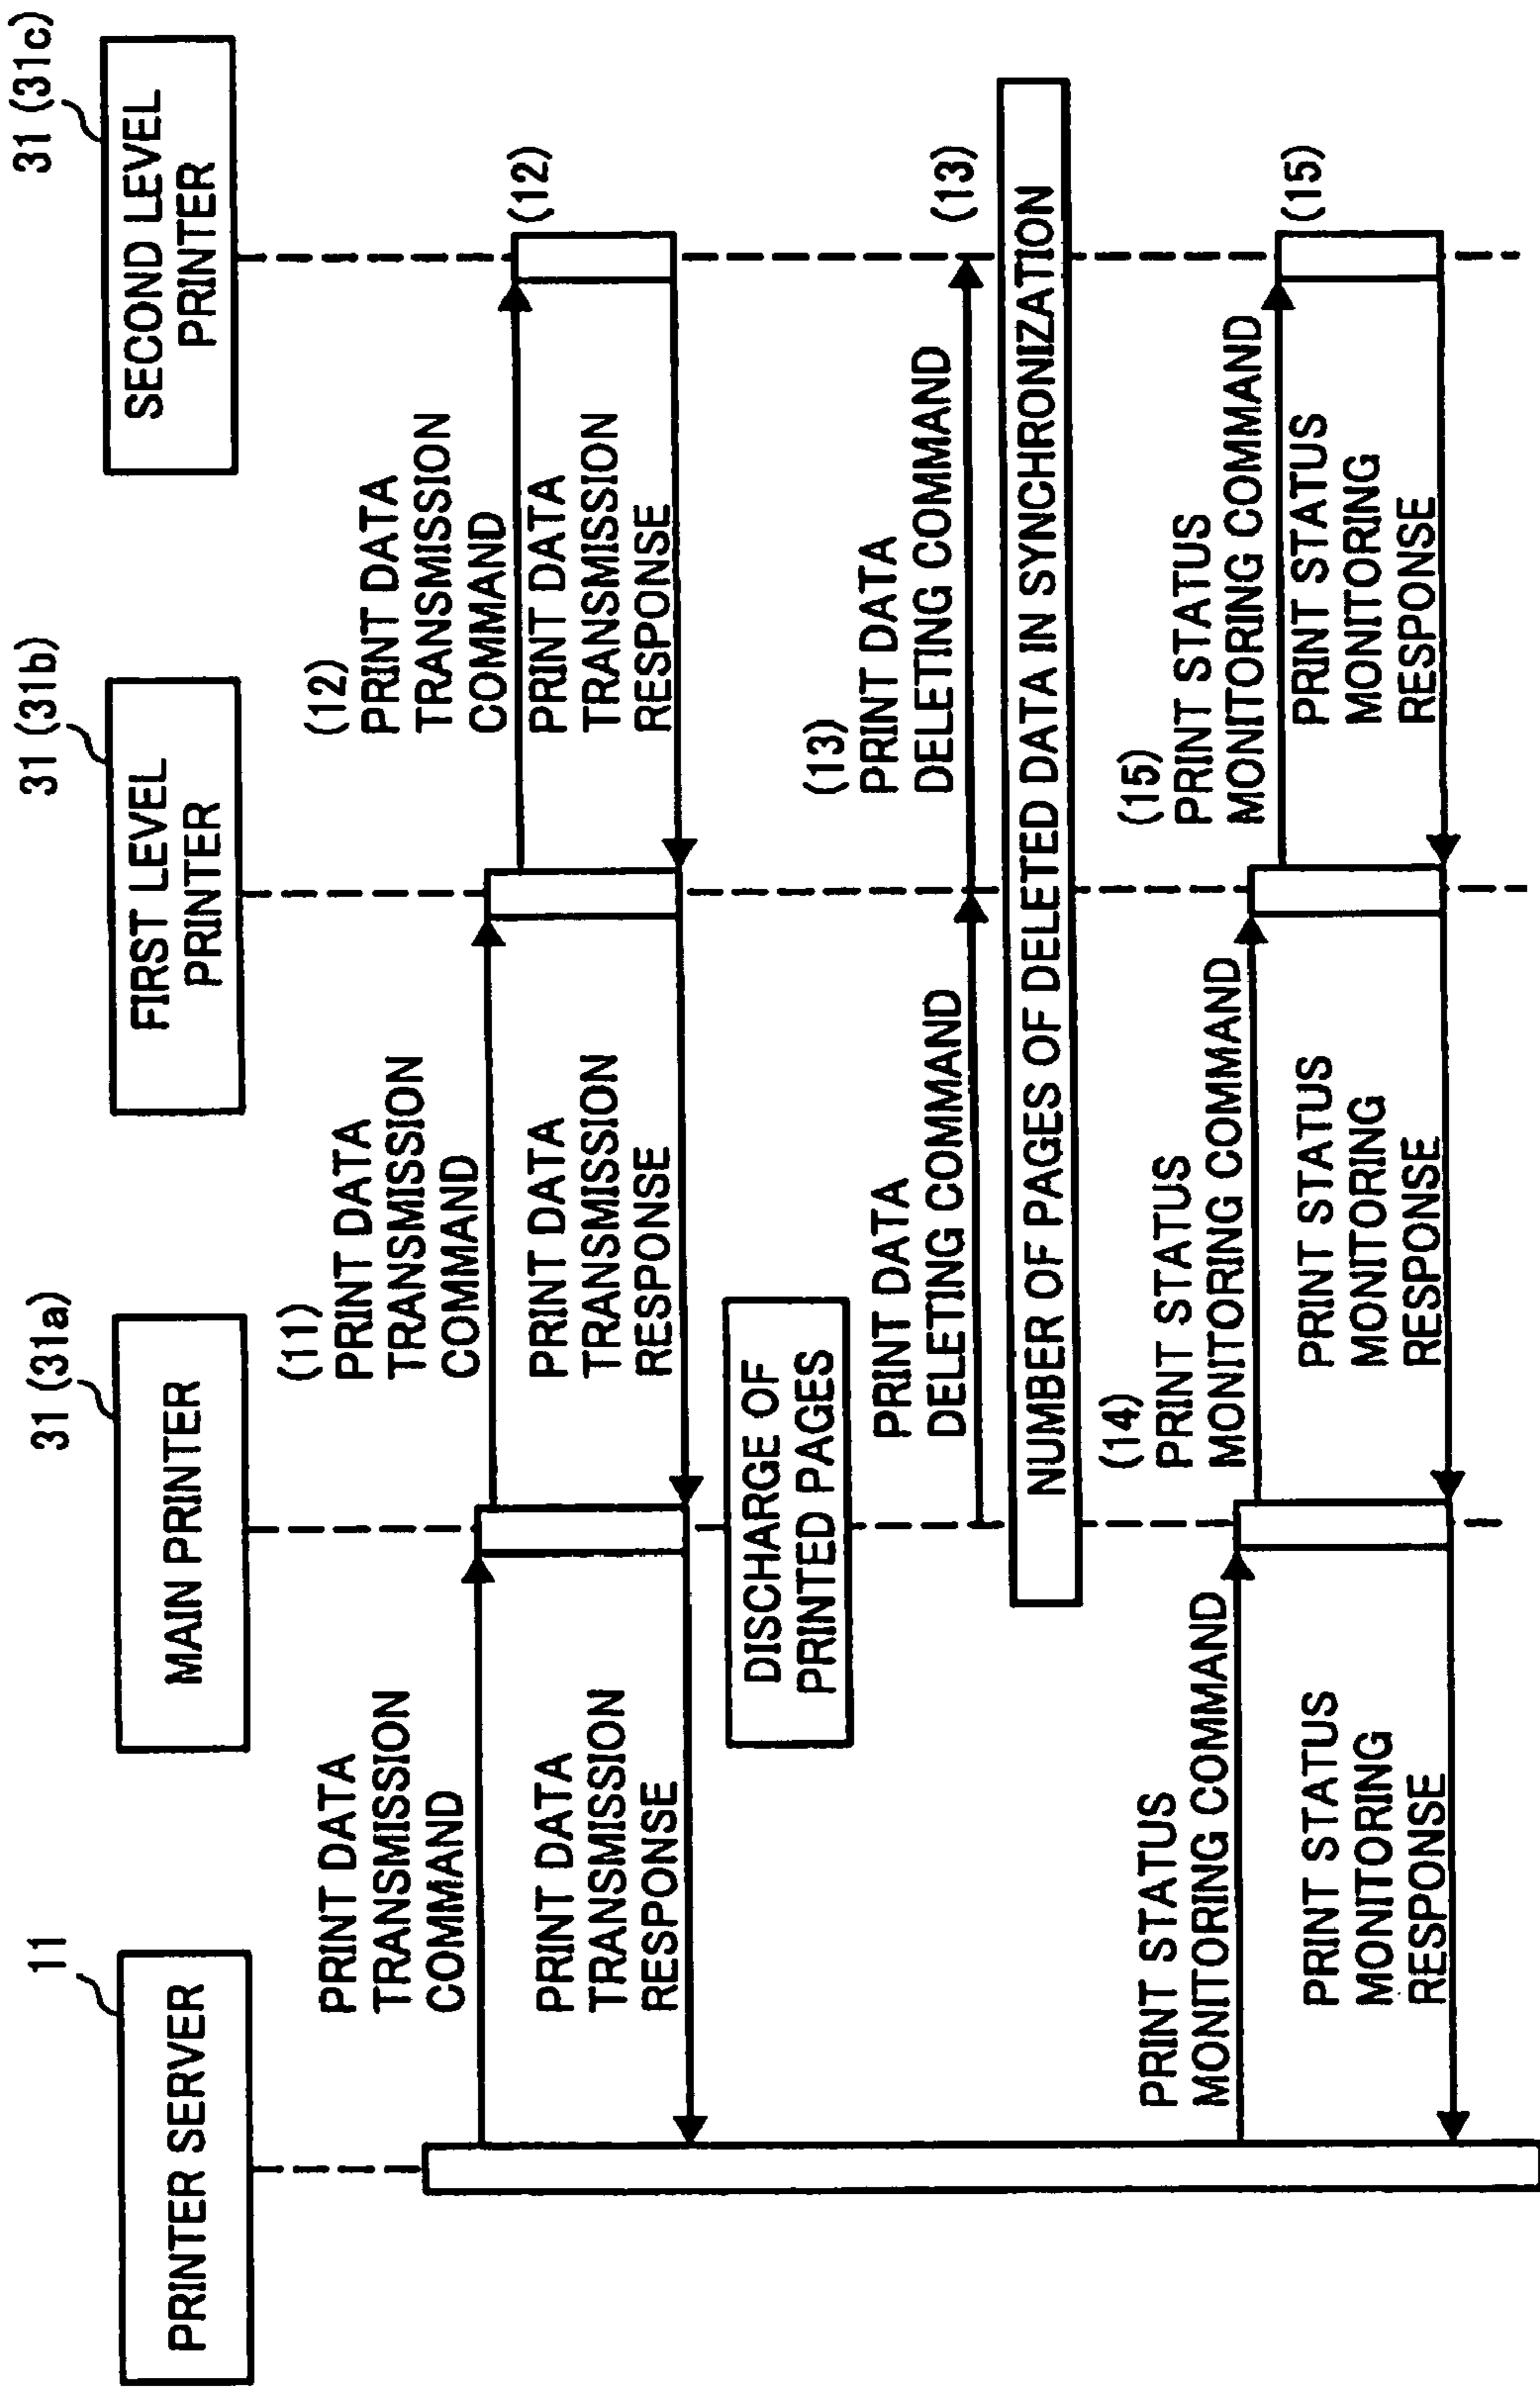 11
PRINTER SERVER
31 (31a)
MAIN PRINTER
31 (31b)
FIRST LEVEL
PRINTER
31 (31c)
SECOND LEVEL
PRINTER
PRINT DATA
TRANSMISSION
COMMAND
(11)
PRINT DATA
TRANSMISSION
COMMAND
(12)
PRINT DATA
TRANSMISSION
COMMAND
(12)
PRINT DATA
TRANSMISSION
RESPONSE
PRINT DATA
TRANSMISSION
RESPONSE
PRINT DATA
TRANSMISSION
RESPONSE
DISCHARGE OF
PRINTED PAGES
PRINT DATA
DELETING COMMAND
(13)
PRINT DATA
DELETING COMMAND
(13)
NUMBER OF PAGES OF DELETED DATA IN SYNCHRONIZATION
PRINT STATUS
MONITORING COMMAND
(14)
PRINT STATUS
MONITORING COMMAND
(15)
PRINT STATUS
MONITORING COMMAND
(15)
PRINT STATUS
MONITORING
RESPONSE
PRINT STATUS
MONITORING
RESPONSE
PRINT STATUS
MONITORING
RESPONSE